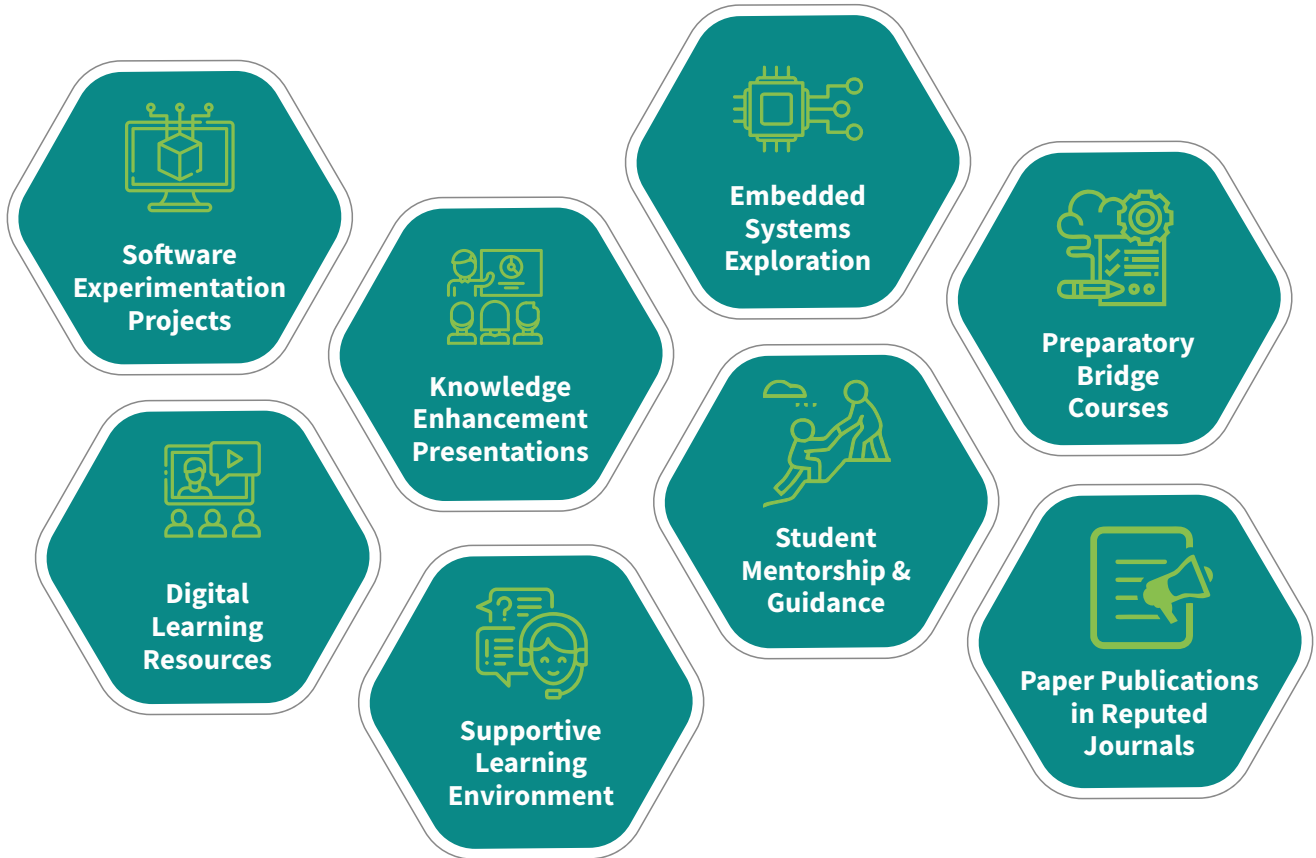 Software
Experimentation
Projects
Knowledge
Enhancement
Presentations
Embedded
Systems
Exploration
Preparatory
Bridge
Courses
Digital
Learning
Resources
Supportive
Learning
Environment
Student
Mentorship &
Guidance
Paper Publications
in Reputed
Journals